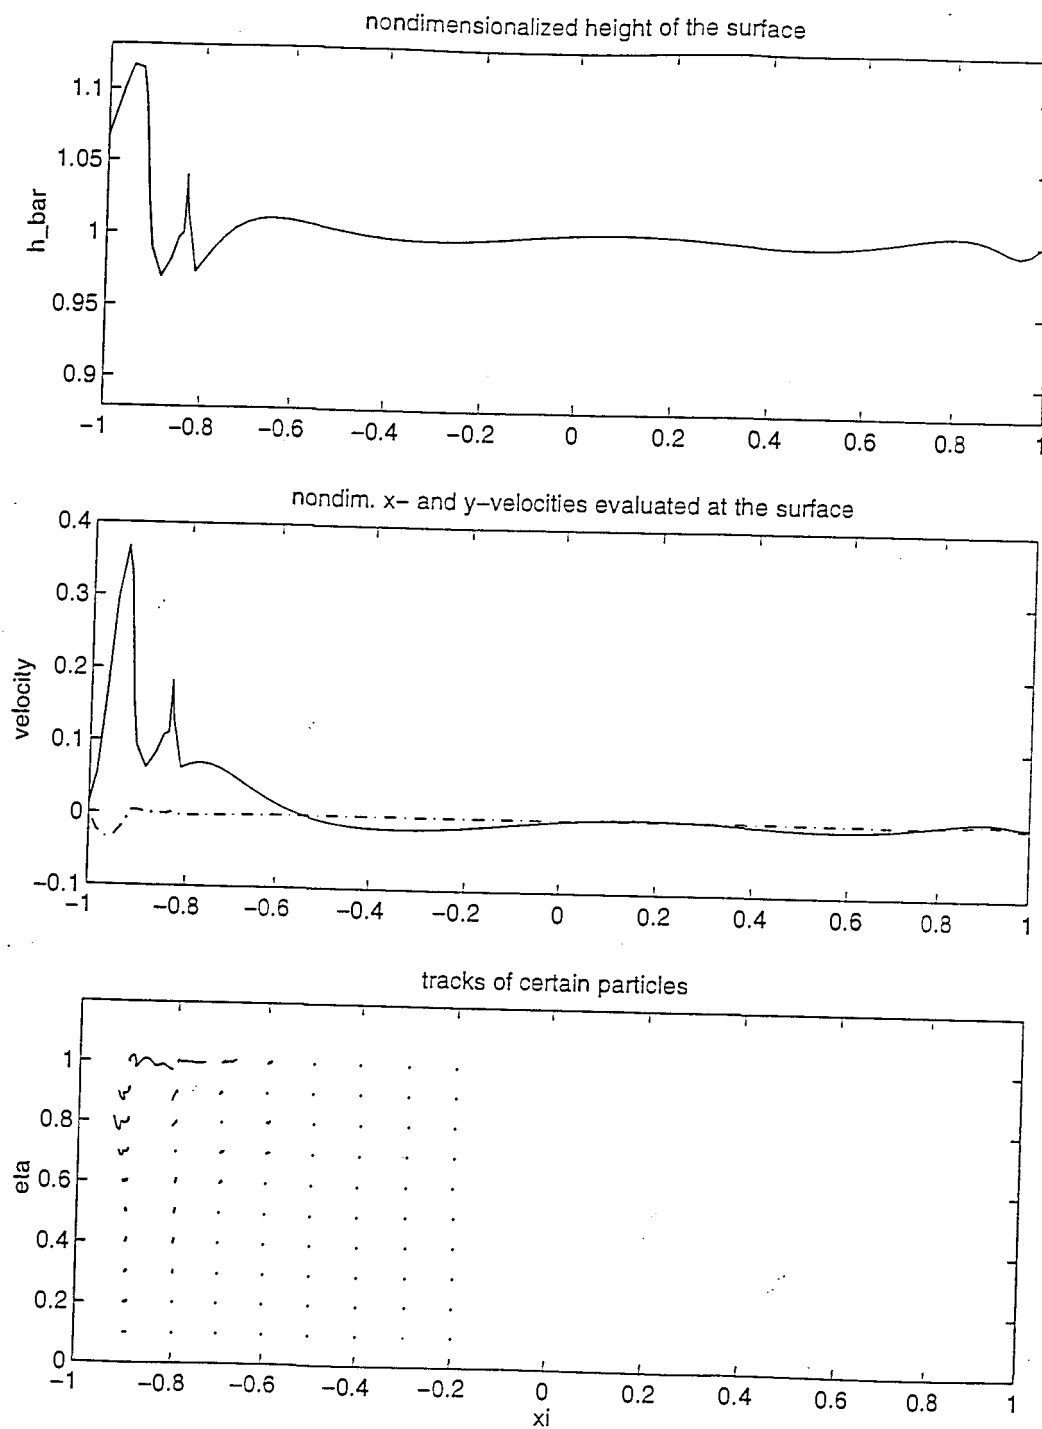 nondimensionalized height of the surface
1.1
1.05
1
0.95
0.9
h_bar
−1 −0.8 −0.6 −0.4 −0.2 0 0.2 0.4 0.6 0.8 1
nondim. x− and y−velocities evaluated at the surface
0.4
0.3
0.2
0.1
0
−0.1
velocity
−1 −0.8 −0.6 −0.4 −0.2 0 0.2 0.4 0.6 0.8 1
tracks of certain particles
1
0.8
0.6
0.4
0.2
0
eta
−1 −0.8 −0.6 −0.4 −0.2 0 0.2 0.4 0.6 0.8 1
xi